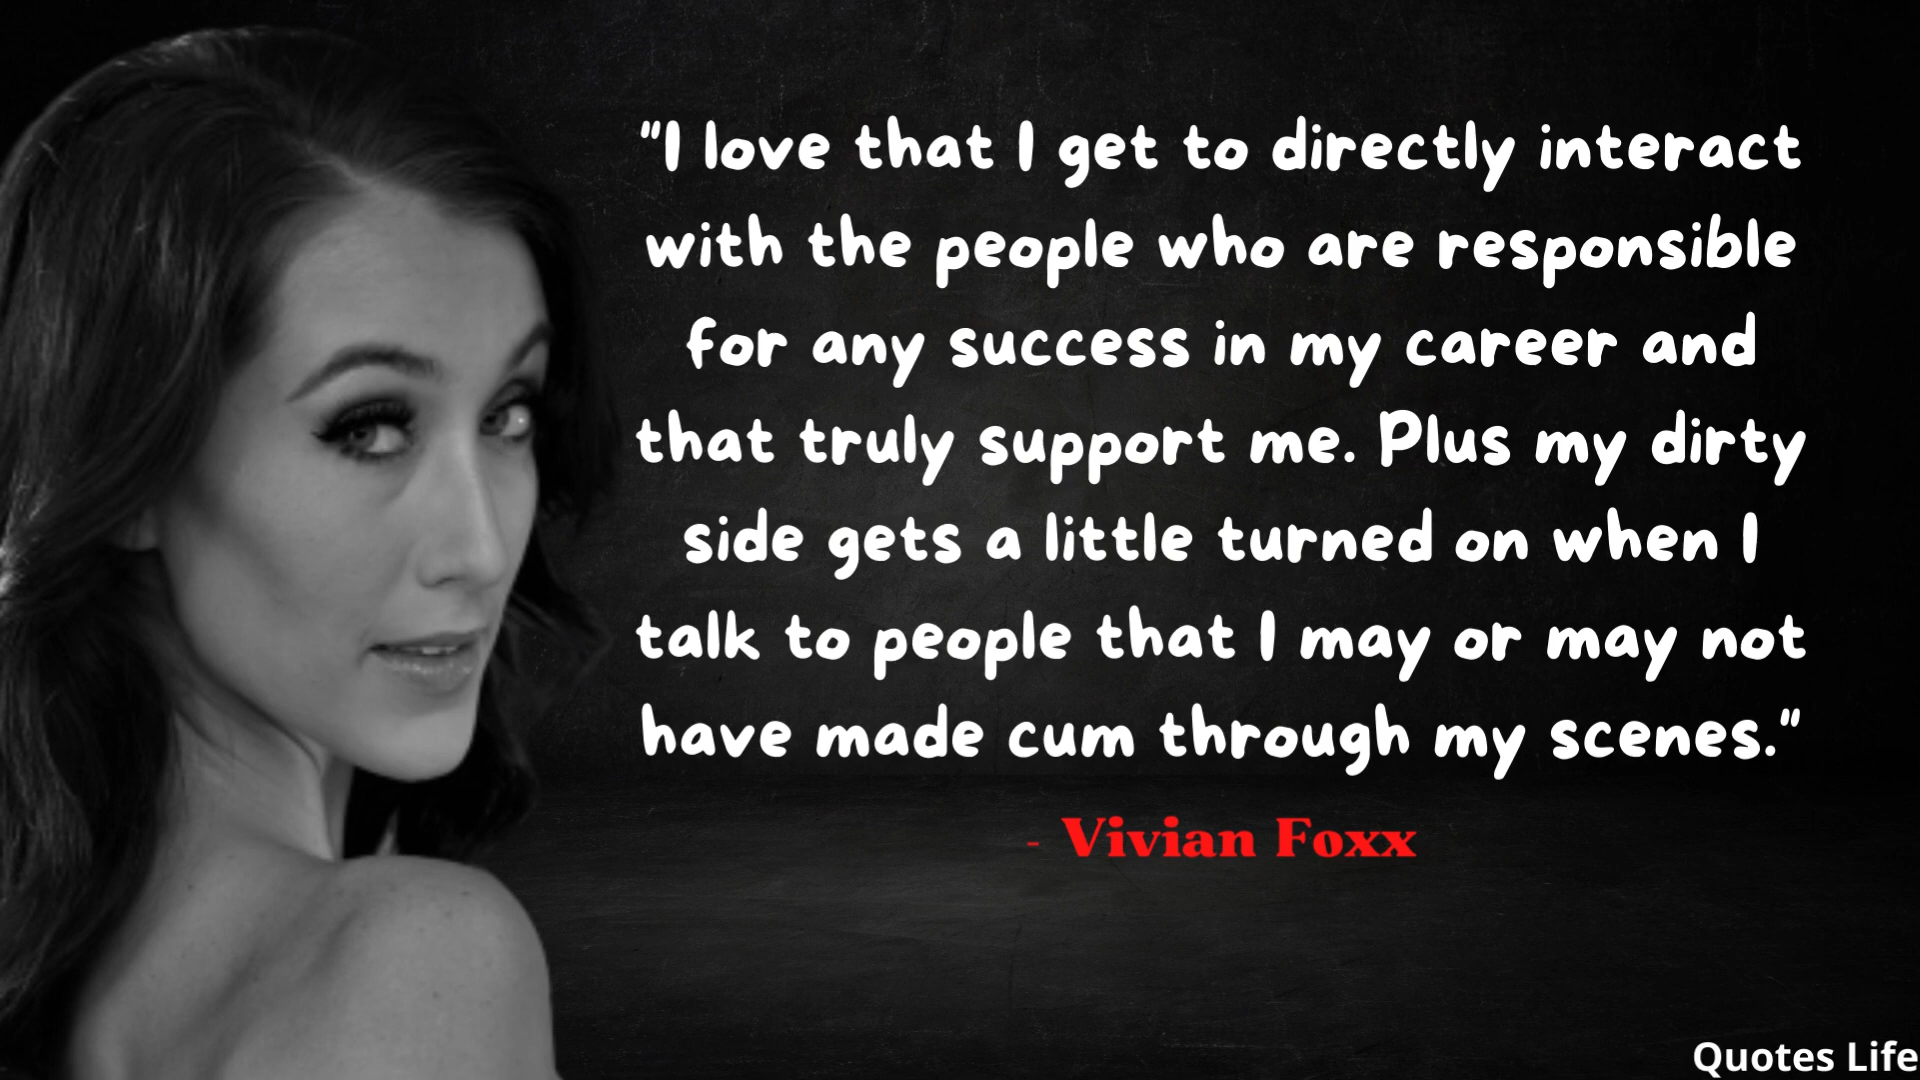 "I love that I get to directly interact
with the people who are responsible
for any success in my career and
that truly support me. Plus my dirty
side gets a little turned on when I
talk to people that I may or may not
have made cum through my scenes."
- Vivian Foxx
Quotes Life